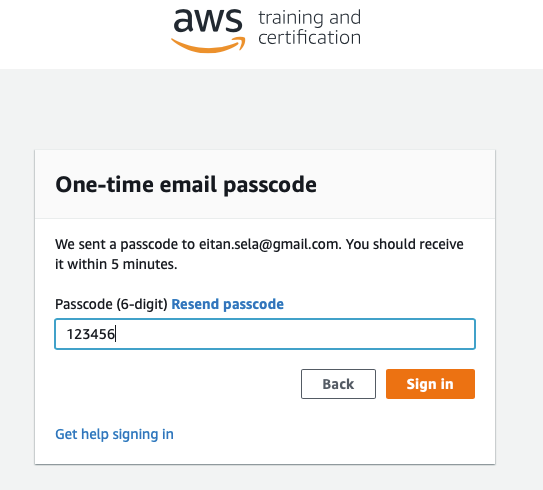 aws training and
certification
One-time email passcode
We sent a passcode to eitan.sela@gmail.com. You should receive
it within 5 minutes.
Passcode (6-digit) Resend passcode
123456
Back Sign in
Get help signing in